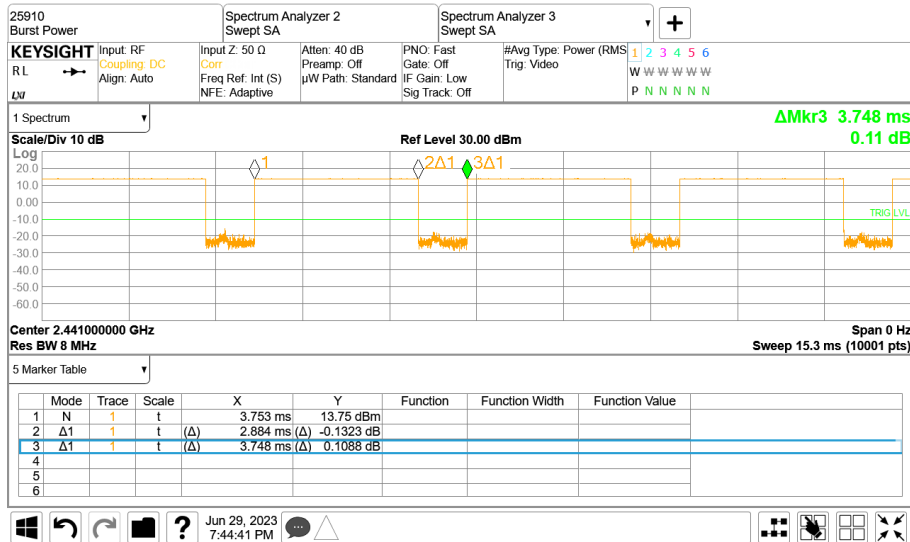 25910
Burst Power
Spectrum Analyzer 2
Swept SA
Spectrum Analyzer 3
Swept SA
KEYSIGHT
R L
LXI
Input: RF
Coupling: DC
Align: Auto
Input Z: 50 Ω
Corr
Freq Ref: Int (S)
NFE: Adaptive
Atten: 40 dB
Preamp: Off
µW Path: Standard
PNO: Fast
Gate: Off
IF Gain: Low
Sig Track: Off
#Avg Type: Power (RMS
Trig: Video
1 2 3 4 5 6
W W W W W W
P N N N N N
1 Spectrum
ΔMkr3 3.748 ms
0.11 dB
Scale/Div 10 dB
Ref Level 30.00 dBm
Log
1
2Δ1
3Δ1
20.0
10.0
0.00
-10.0
-20.0
-30.0
-40.0
-50.0
-60.0
TRIG LVL
Center 2.441000000 GHz
Span 0 Hz
Res BW 8 MHz
Sweep 15.3 ms (10001 pts)
5 Marker Table
Mode Trace Scale X Y Function Function Width Function Value
1 N 1 t 3.753 ms 13.75 dBm
2 Δ1 1 t (Δ) 2.884 ms (Δ) -0.1323 dB
3 Δ1 1 t (Δ) 3.748 ms (Δ) 0.1088 dB
4
5
6
?
Jun 29, 2023
7:44:41 PM